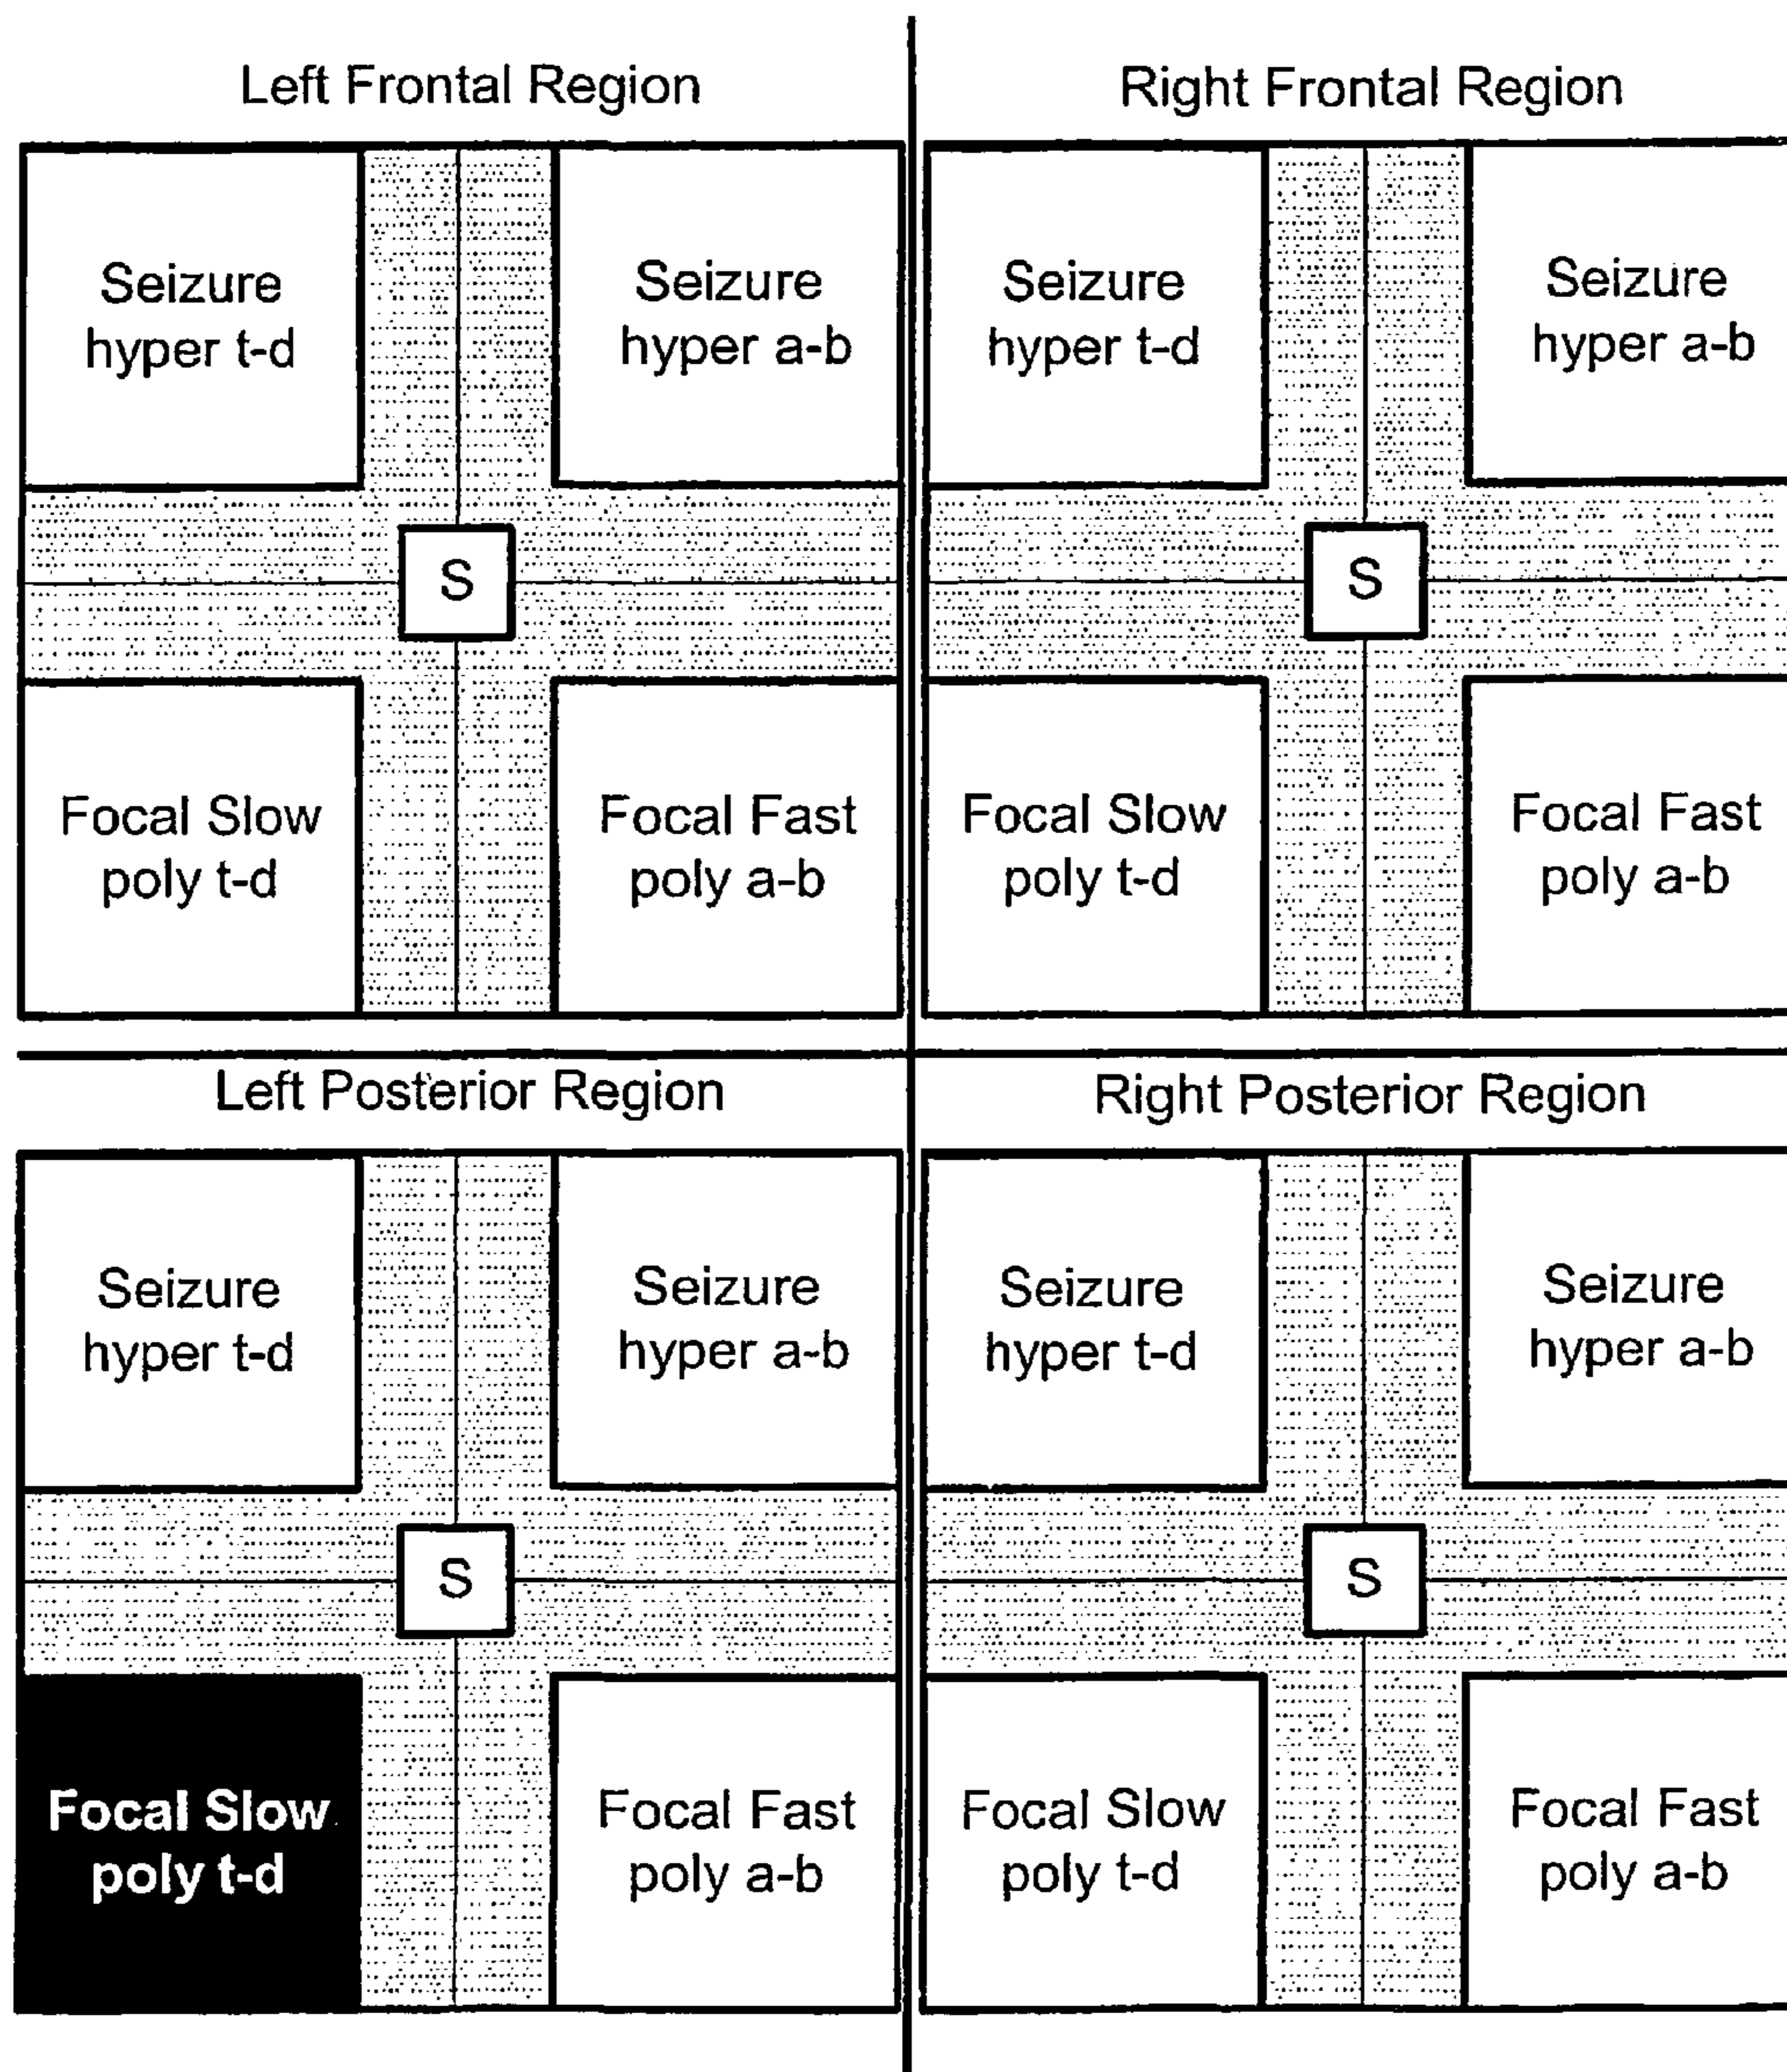 Left Frontal Region
Seizure
hyper t-d
Seizure
hyper a-b
S
Focal Slow
poly t-d
Focal Fast
poly a-b
Right Frontal Region
Seizure
hyper t-d
Seizure
hyper a-b
S
Focal Slow
poly t-d
Focal Fast
poly a-b
Left Posterior Region
Seizure
hyper t-d
Seizure
hyper a-b
S
Focal Slow
poly t-d
Focal Fast
poly a-b
Right Posterior Region
Seizure
hyper t-d
Seizure
hyper a-b
S
Focal Slow
poly t-d
Focal Fast
poly a-b